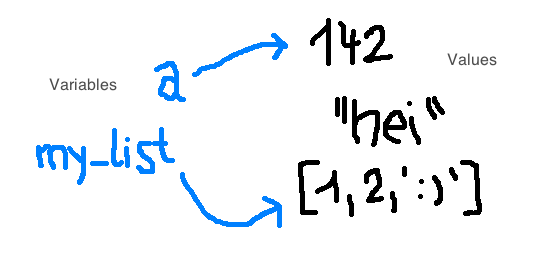 Variables a 142 Values
"hei"
my_list
[1,2,':)']